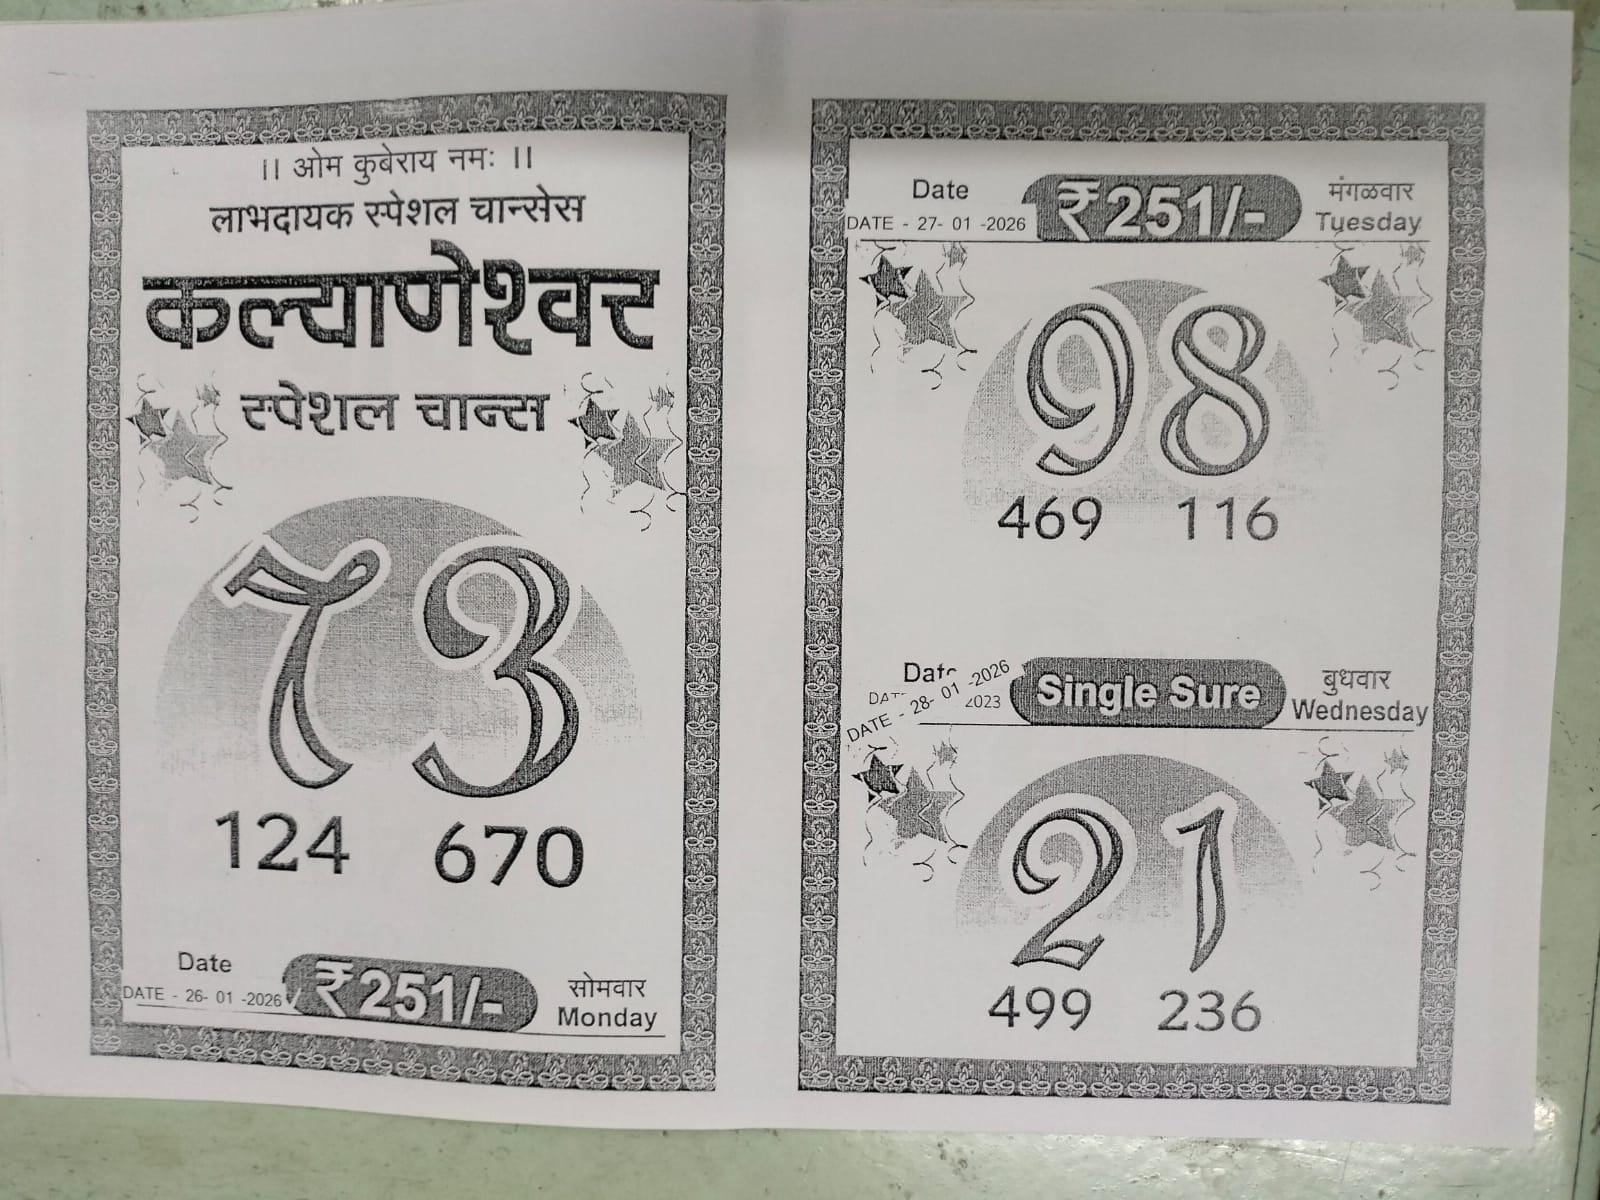 ।। ओम कुबेराय नमः ।।
लाभदायक स्पेशल चान्सेस
कल्याणेश्वर
स्पेशल चान्स
73
124 670
Date
DATE - 26- 01 -2026
₹251/-
सोमवार
Monday
Date
DATE - 27- 01 -2026
₹251/-
मंगळवार
Tuesday
98
469 116
Date
DATE - 28- 01 -2026
2023
Single Sure
बुधवार
Wednesday
21
499 236